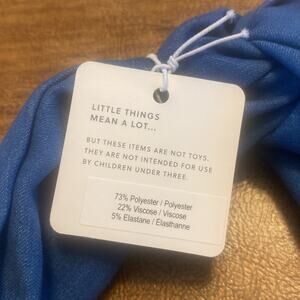 LITTLE THINGS
MEAN A LOT...
BUT THESE ITEMS ARE NOT TOYS.
THEY ARE NOT INTENDED FOR USE
BY CHILDREN UNDER THREE.
73% Polyester / Polyester
22% Viscose / Viscose
5% Elastane / Élasthanne